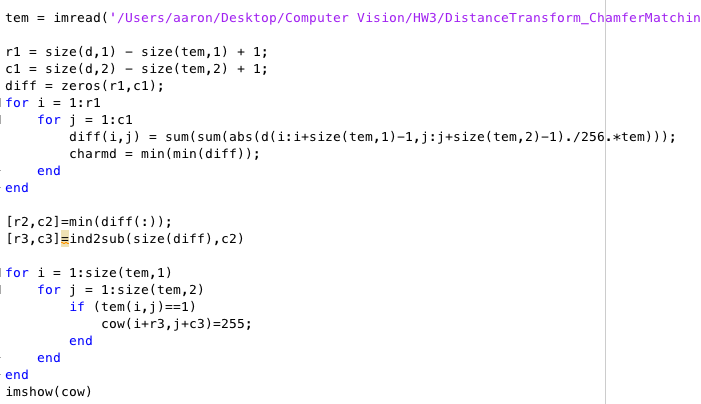 tem = imread('/Users/aaron/Desktop/Computer Vision/HW3/DistanceTransform_ChamferMatchin
r1 = size(d,1) - size(tem,1) + 1;
c1 = size(d,2) - size(tem,2) + 1;
diff = zeros(r1,c1);
for i = 1:r1
    for j = 1:c1
        diff(i,j) = sum(sum(abs(d(i:i+size(tem,1)-1,j:j+size(tem,2)-1)./256.*tem)));
        charmd = min(min(diff));
    end
end
[r2,c2]=min(diff(:));
[r3,c3]=ind2sub(size(diff),c2)
for i = 1:size(tem,1)
    for j = 1:size(tem,2)
        if (tem(i,j)==1)
            cow(i+r3,j+c3)=255;
        end
    end
end
imshow(cow)